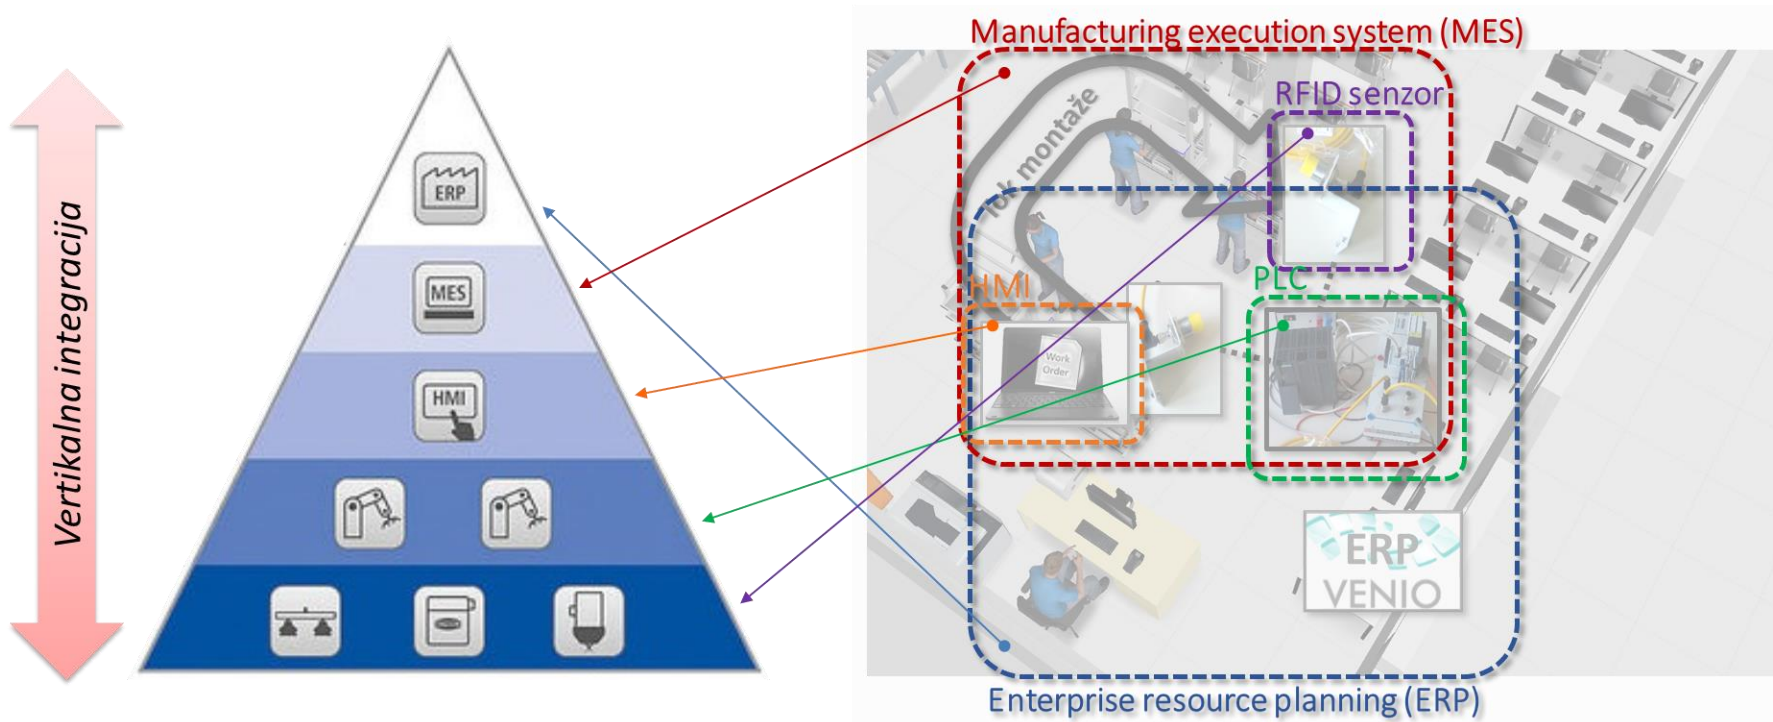 Vertikalna integracija
ERP
MES
HMI
Manufacturing execution system (MES)
RFID senzor
tok montaže
HMI
PLC
Work
Order
ERP
VENIO
Enterprise resource planning (ERP)